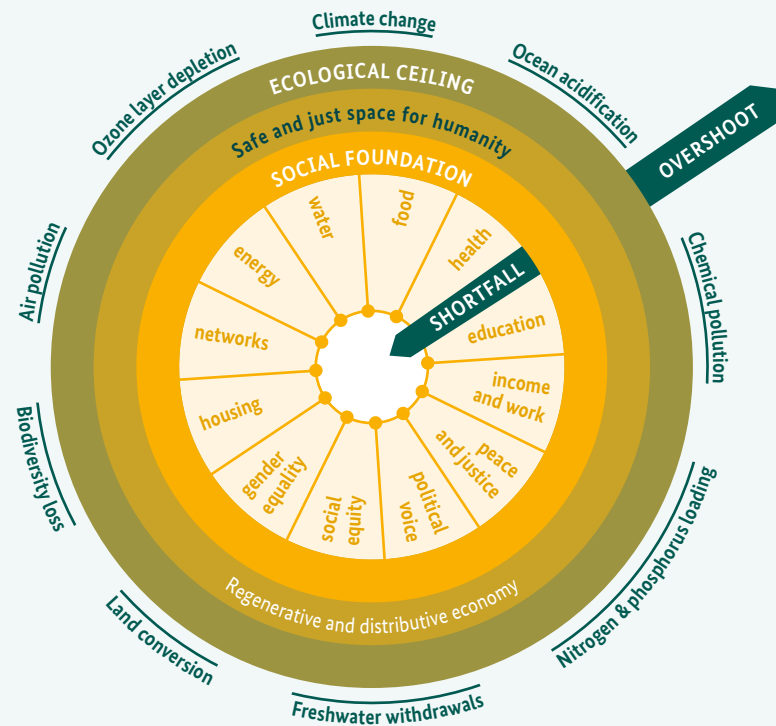 Climate change
Ocean acidification
Chemical pollution
Nitrogen & phosphorus loading
Freshwater withdrawals
Land conversion
Biodiversity loss
Air pollution
Ozone layer depletion
OVERSHOOT
ECOLOGICAL CEILING
Safe and just space for humanity
SOCIAL FOUNDATION
water
food
health
SHORTFALL
education
income
and work
peace
and justice
political
voice
social
equity
gender
equality
housing
networks
energy
Regenerative and distributive economy